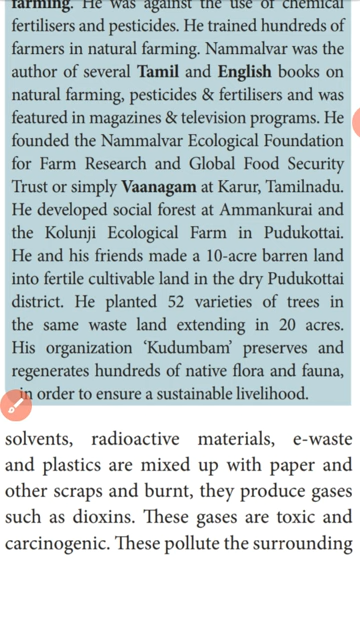 farming. He was against the use of chemical
fertilisers and pesticides. He trained hundreds of
farmers in natural farming. Nammalvar was the
author of several Tamil and English books on
natural farming, pesticides & fertilisers and was
featured in magazines & television programs. He
founded the Nammalvar Ecological Foundation
for Farm Research and Global Food Security
Trust or simply Vaanagam at Karur, Tamilnadu.
He developed social forest at Ammankurai and
the Kolunji Ecological Farm in Pudukottai.
He and his friends made a 10-acre barren land
into fertile cultivable land in the dry Pudukottai
district. He planted 52 varieties of trees in
the same waste land extending in 20 acres.
His organization ‘Kudumbam’ preserves and
regenerates hundreds of native flora and fauna,
in order to ensure a sustainable livelihood.
solvents, radioactive materials, e-waste
and plastics are mixed up with paper and
other scraps and burnt, they produce gases
such as dioxins. These gases are toxic and
carcinogenic. These pollute the surrounding